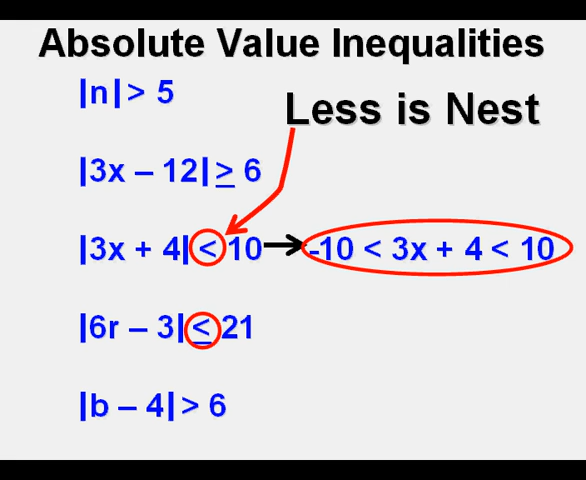 Absolute Value Inequalities
|n| > 5
Less is Nest
|3x – 12| ≥ 6
|3x + 4| < 10 → -10 < 3x + 4 < 10
|6r – 3| ≤ 21
|b – 4| > 6